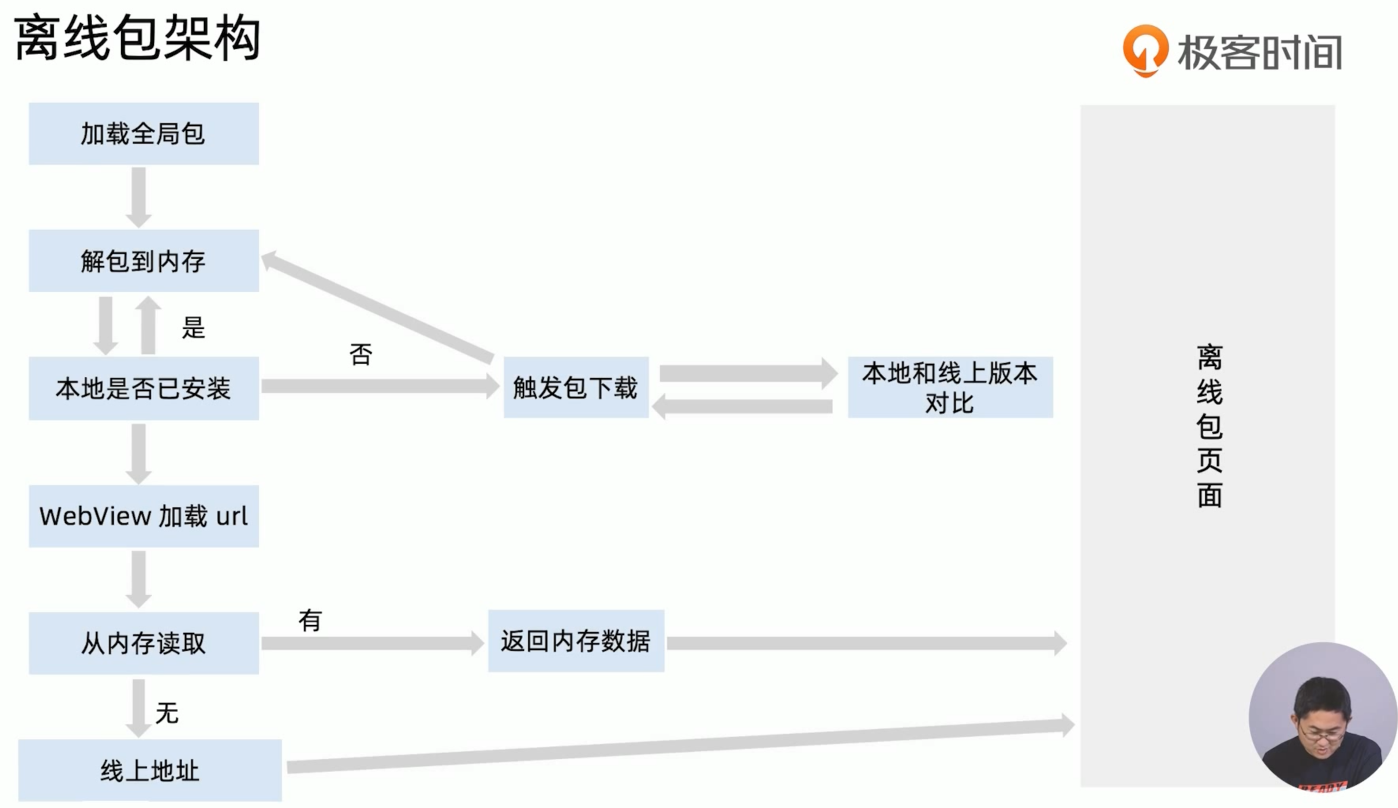 离线包架构
极客时间
加载全局包
解包到内存
是
否
本地是否已安装
触发包下载
本地和线上版本
对比
离线包页面
WebView 加载 url
从内存读取
有
返回内存数据
无
线上地址
READY